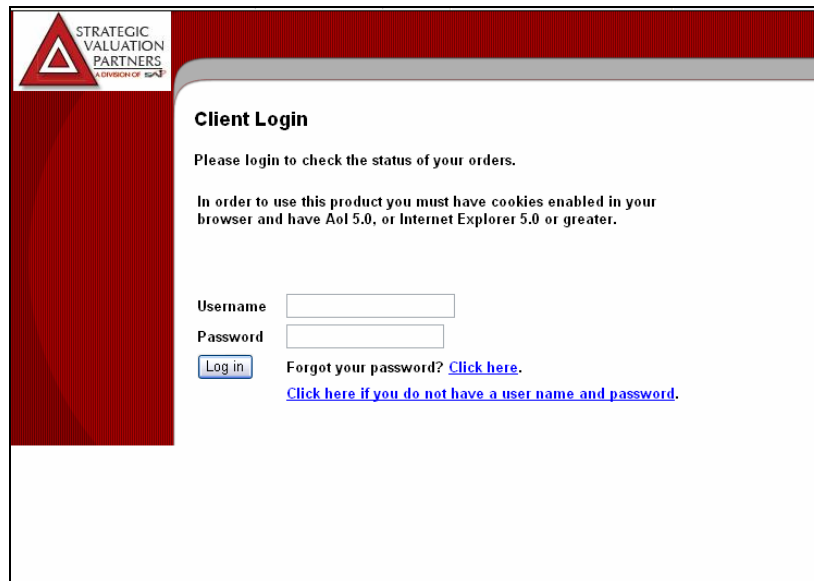 STRATEGIC
VALUATION
PARTNERS
A DIVISION OF
Client Login
Please login to check the status of your orders.
In order to use this product you must have cookies enabled in your
browser and have Aol 5.0, or Internet Explorer 5.0 or greater.
Username
Password
Log in Forgot your password? Click here.
Click here if you do not have a user name and password.